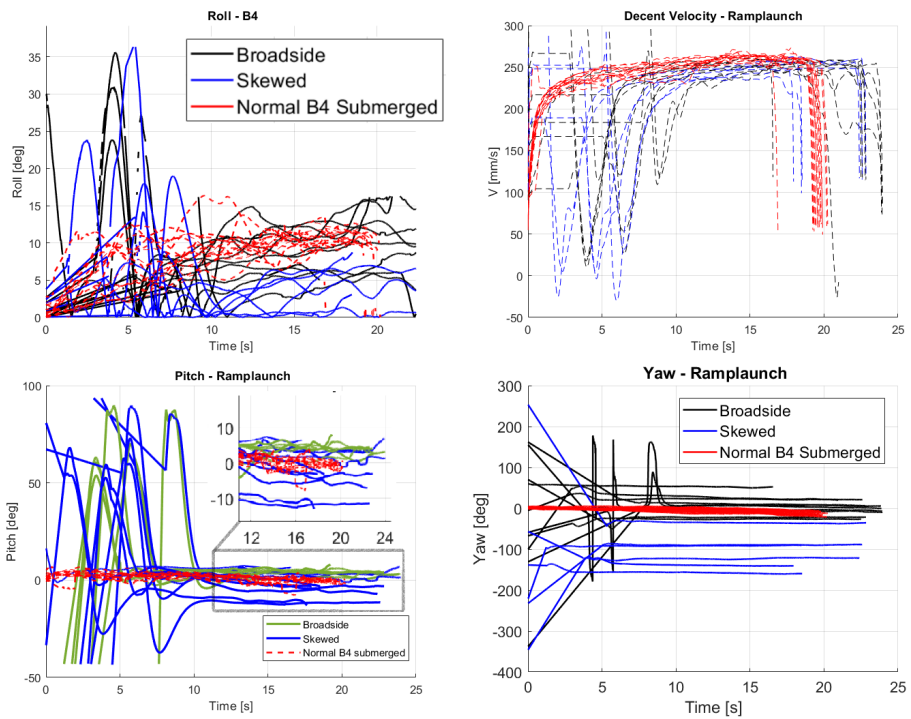 Roll - B4
Broadside
Skewed
Normal B4 Submerged
35
30
25
20
15
10
5
0
Roll [deg]
0
5
10
15
20
Time [s]
Decent Velocity - Ramplaunch
300
250
200
150
100
50
0
-50
V [mm/s]
0
5
10
15
20
25
Time [s]
Pitch - Ramplaunch
100
50
0
-50
Pitch [deg]
10
0
-10
12
16
20
24
Broadside
Skewed
Normal B4 submerged
0
5
10
15
20
25
Time [s]
Yaw - Ramplaunch
Broadside
Skewed
Normal B4 Submerged
300
200
100
0
-100
-200
-300
-400
Yaw [deg]
0
5
10
15
20
25
Time [s]